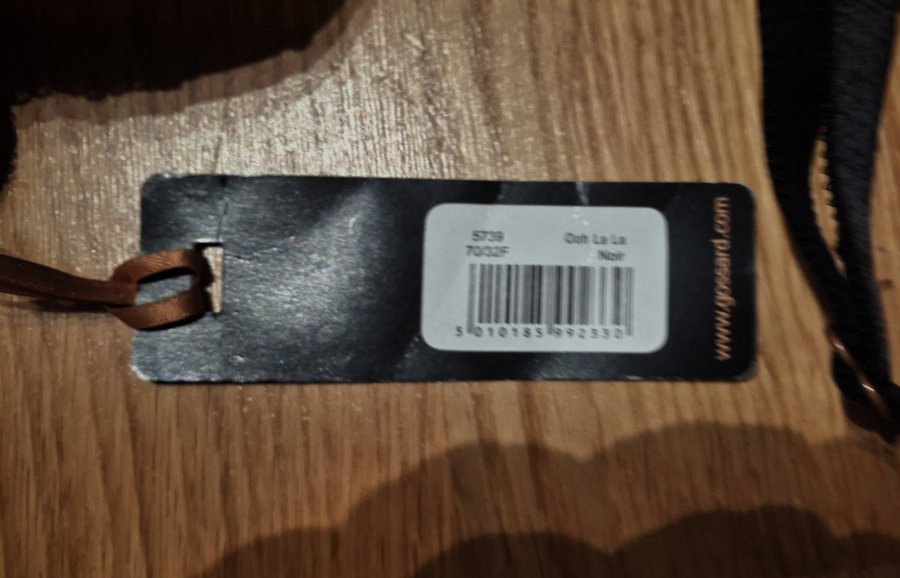 5739
70/32F
Ooh La La
Noir
5 010185 992330
www.gossard.com